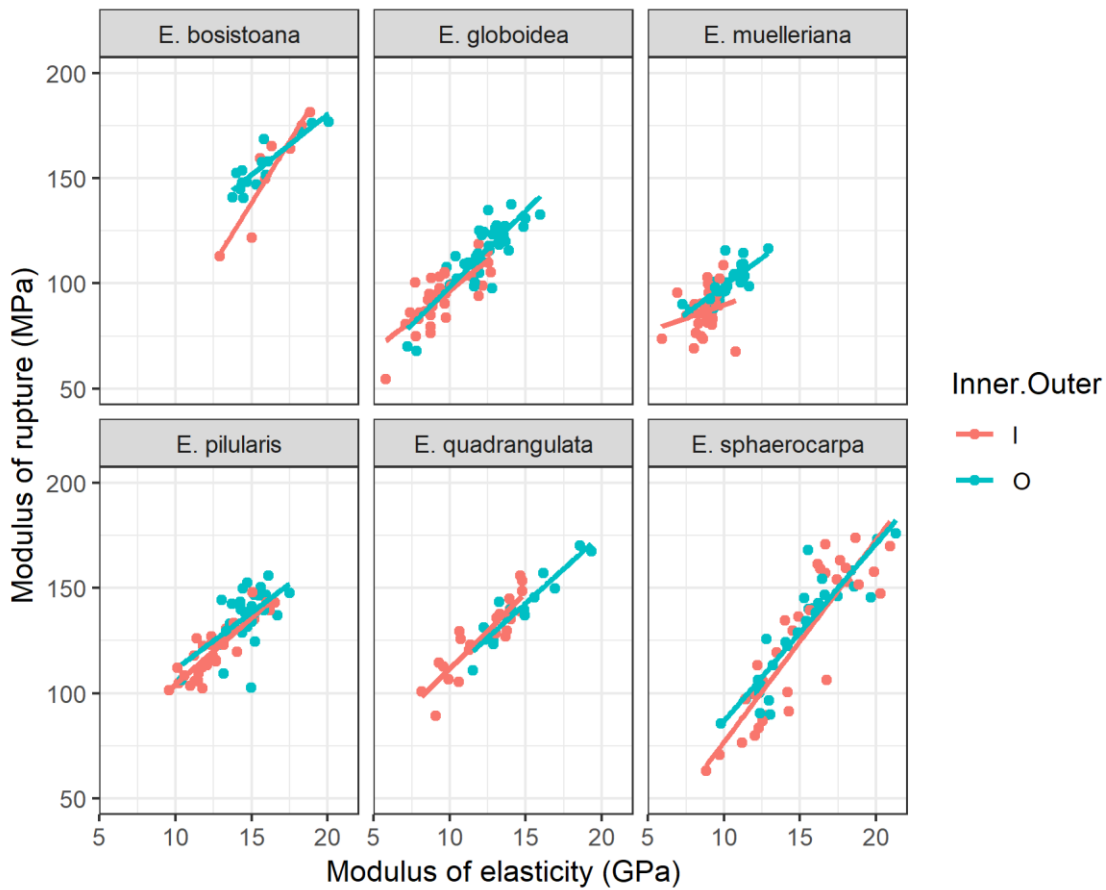 E. bosistoana E. globoidea E. muelleriana
200
150
100
50
E. pilularis E. quadrangulata E. sphaerocarpa
200
150
100
50
5 10 15 20 5 10 15 20 5 10 15 20
Modulus of elasticity (GPa)
Modulus of rupture (MPa)
Inner.Outer
I
O